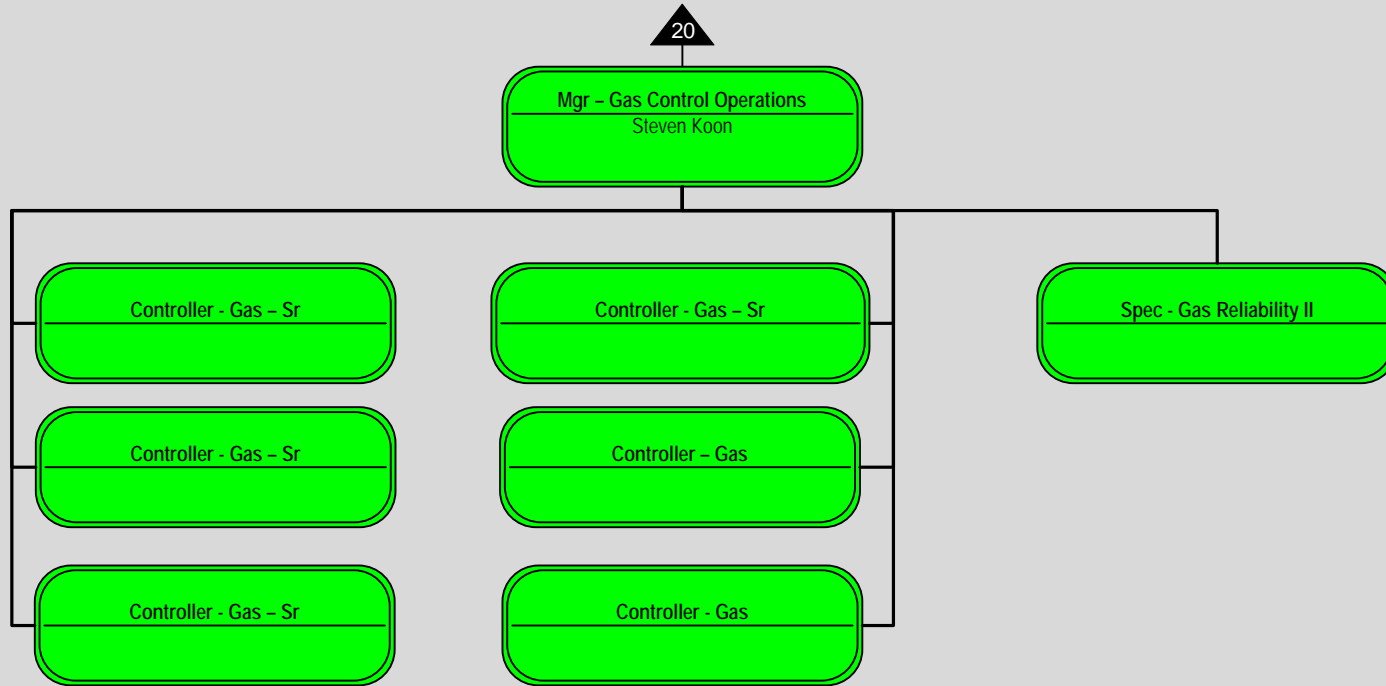 20
Mgr – Gas Control Operations
Steven Koon
Controller - Gas – Sr
Controller - Gas – Sr
Spec - Gas Reliability II
Controller - Gas – Sr
Controller – Gas
Controller - Gas – Sr
Controller - Gas